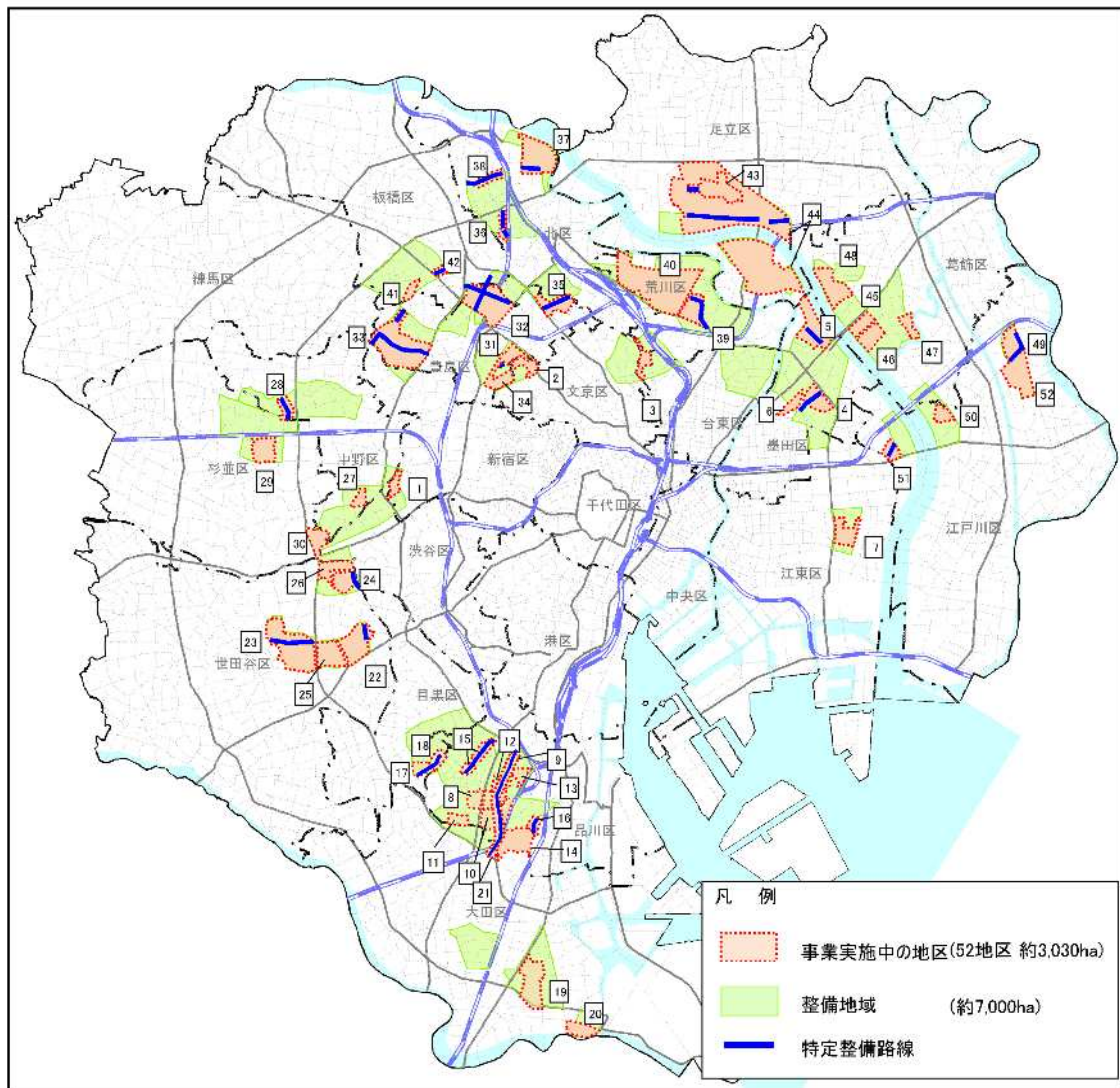 37
足立区
38
43
板橋区
44
36
北区
48
42
40
葛飾区
練馬区
荒川区
45
41
35
5
33
32
39
46
47
49
31
豊島区
2
文京区
28
34
3
台東区
6
4
50
52
墨田区
杉並区
中野区
新宿区
29
27
1
51
千代田区
江戸川区
30
渋谷区
7
26
24
江東区
中央区
23
港区
世田谷区
25
22
目黒区
18
15
12
9
17
13
8
16
品川区
11
10
14
21
大田区
19
20
凡 例
事業実施中の地区(52地区 約3,030ha)
整備地域 (約7,000ha)
特定整備路線